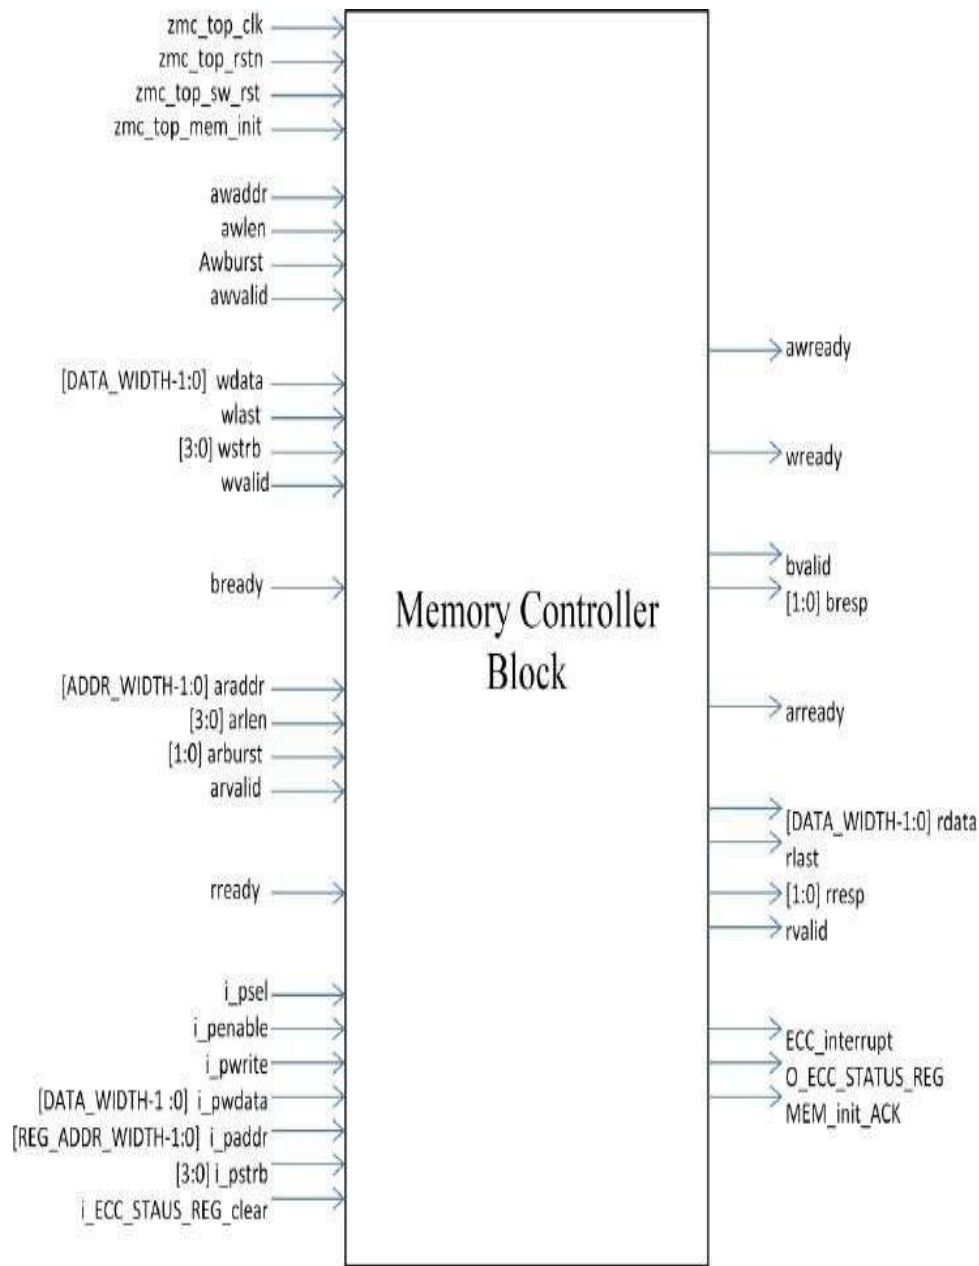 zmc_top_clk
zmc_top_rstn
zmc_top_sw_rst
zmc_top_mem_init
awaddr
awlen
Awburst
awvalid
[DATA_WIDTH-1:0] wdata
wlast
[3:0] wstrb
wvalid
bready
[ADDR_WIDTH-1:0] araddr
[3:0] arlen
[1:0] arburst
arvalid
rready
i_psel
i_penable
i_pwrite
[DATA_WIDTH-1 :0] i_pwdata
[REG_ADDR_WIDTH-1:0] i_paddr
[3:0] i_pstrb
i_ECC_STAUS_REG_clear
Memory Controller
Block
awready
wready
bvalid
[1:0] bresp
arready
[DATA_WIDTH-1:0] rdata
rlast
[1:0] rresp
rvalid
ECC_interrupt
O_ECC_STATUS_REG
MEM_init_ACK